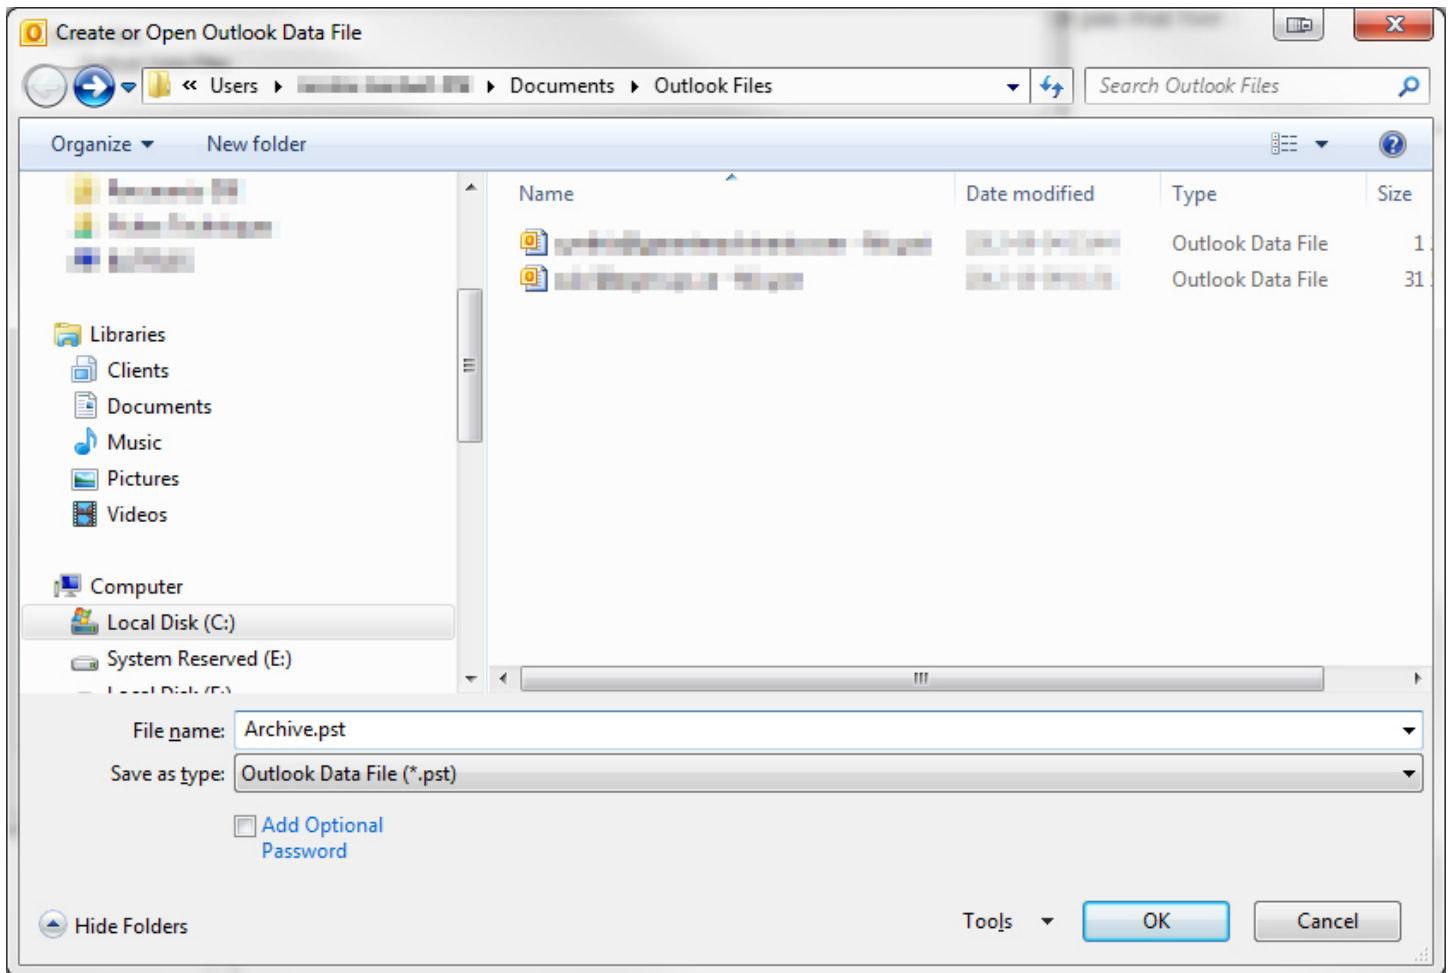 Create or Open Outlook Data File
« Users ▸ ▸ Documents ▸ Outlook Files
Search Outlook Files
Organize New folder
Name Date modified Type Size
Outlook Data File 1
Outlook Data File 31
Libraries
Clients
Documents
Music
Pictures
Videos
Computer
Local Disk (C:)
System Reserved (E:)
File name: Archive.pst
Save as type: Outlook Data File (*.pst)
Add Optional
Password
Hide Folders
Tools OK Cancel